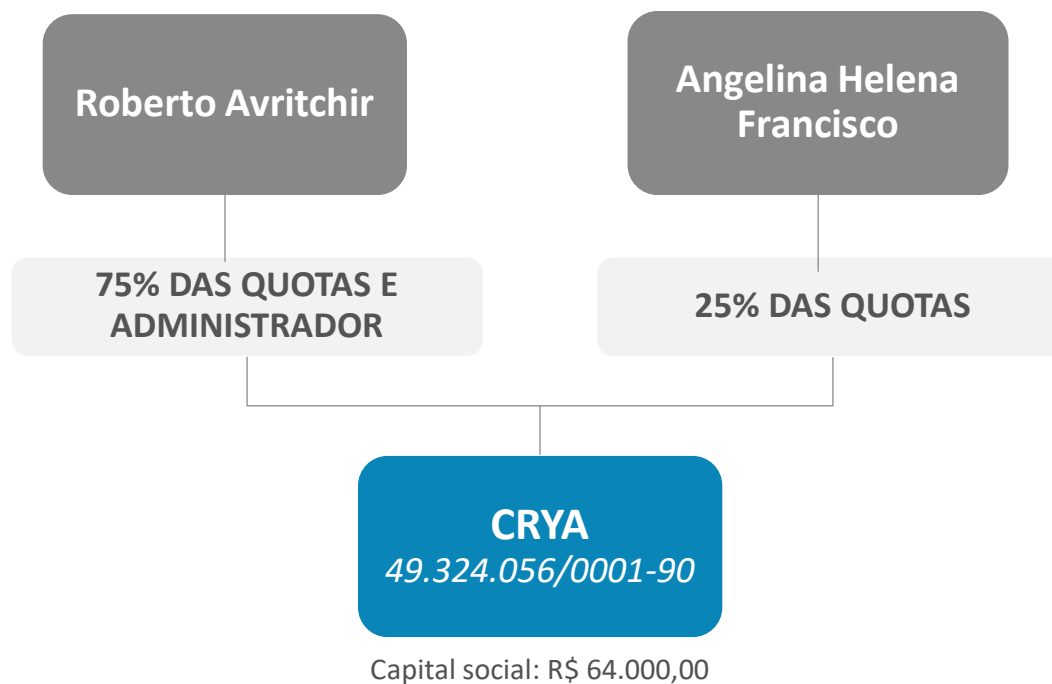 Roberto Avritchir
Angelina Helena
Francisco
75% DAS QUOTAS E
ADMINISTRADOR
25% DAS QUOTAS
CRYA
49.324.056/0001-90
Capital social: R$ 64.000,00